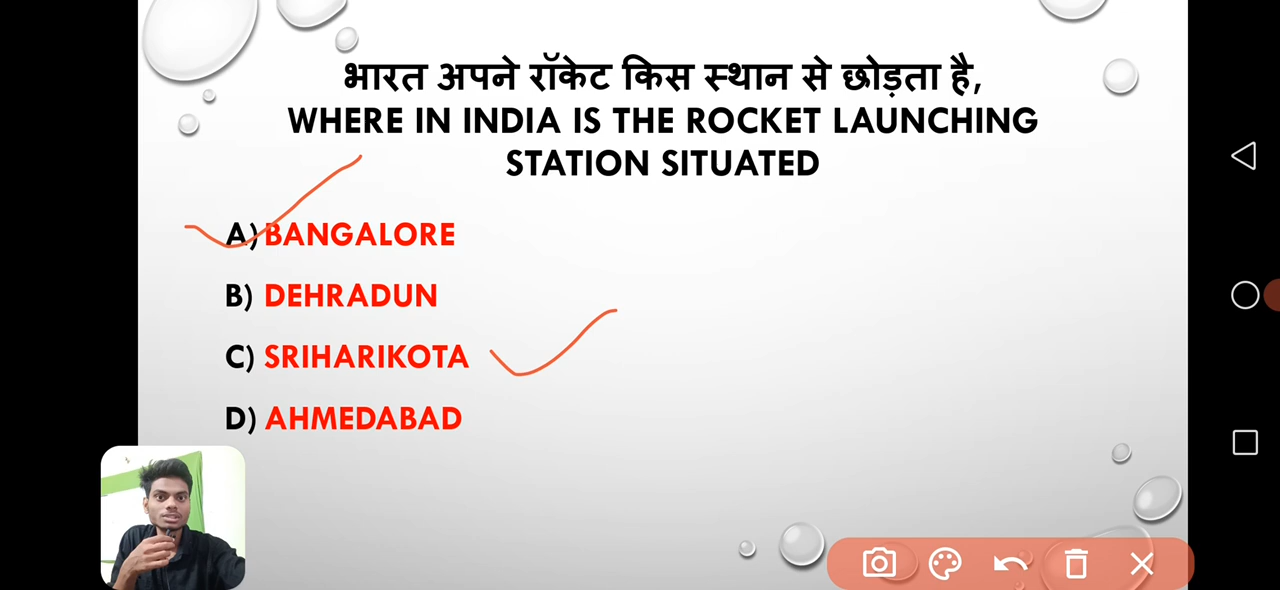 भारत अपने रॉकेट किस स्थान से छोड़ता है,
WHERE IN INDIA IS THE ROCKET LAUNCHING
STATION SITUATED
A) BANGALORE
B) DEHRADUN
C) SRIHARIKOTA
D) AHMEDABAD